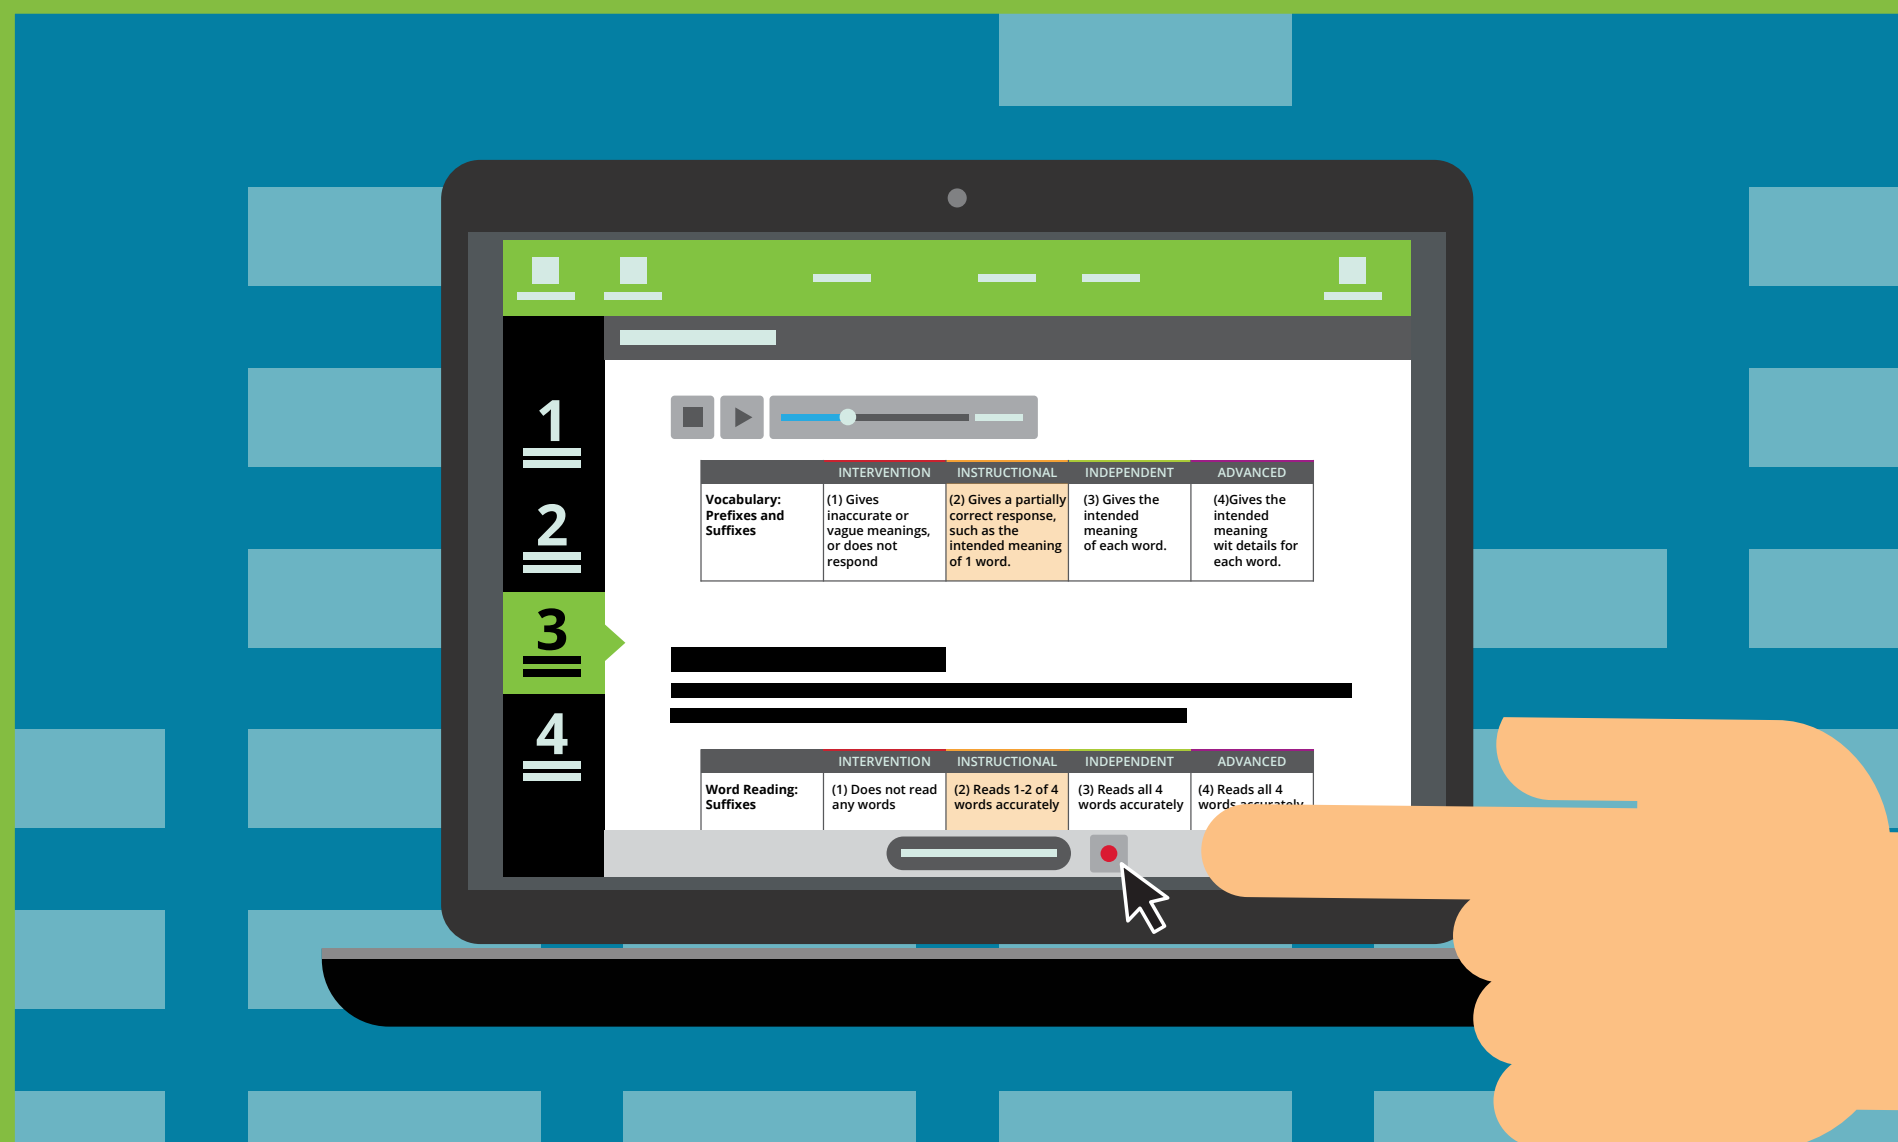 1
2
3
4
INTERVENTION INSTRUCTIONAL INDEPENDENT ADVANCED
Vocabulary:
Prefixes and
Suffixes
(1) Gives
inaccurate or
vague meanings,
or does not
respond
(2) Gives a partially
correct response,
such as the
intended meaning
of 1 word.
(3) Gives the
intended
meaning
of each word.
(4)Gives the
intended
meaning
wit details for
each word.
INTERVENTION INSTRUCTIONAL INDEPENDENT ADVANCED
Word Reading:
Suffixes
(1) Does not read
any words
(2) Reads 1-2 of 4
words accurately
(3) Reads all 4
words accurately
(4) Reads all 4
words accurately